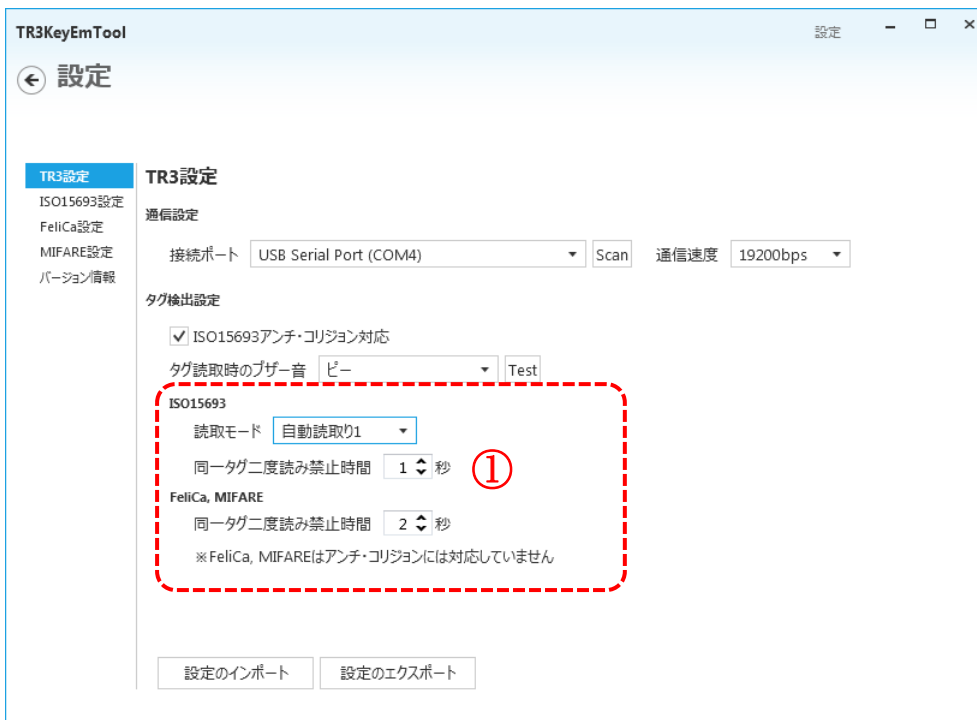 TR3KeyEmTool 設定
設定
TR3設定
ISO15693設定
FeliCa設定
MIFARE設定
バージョン情報
TR3設定
通信設定
接続ポート USB Serial Port (COM4) Scan 通信速度 19200bps
タグ検出設定
ISO15693アンチ・コリジョン対応
タグ読取時のブザー音 ピー Test
ISO15693
読取モード 自動読取り1
同一タグ二度読み禁止時間 1 秒
①
FeliCa, MIFARE
同一タグ二度読み禁止時間 2 秒
※FeliCa, MIFAREはアンチ・コリジョンには対応していません
設定のインポート 設定のエクスポート